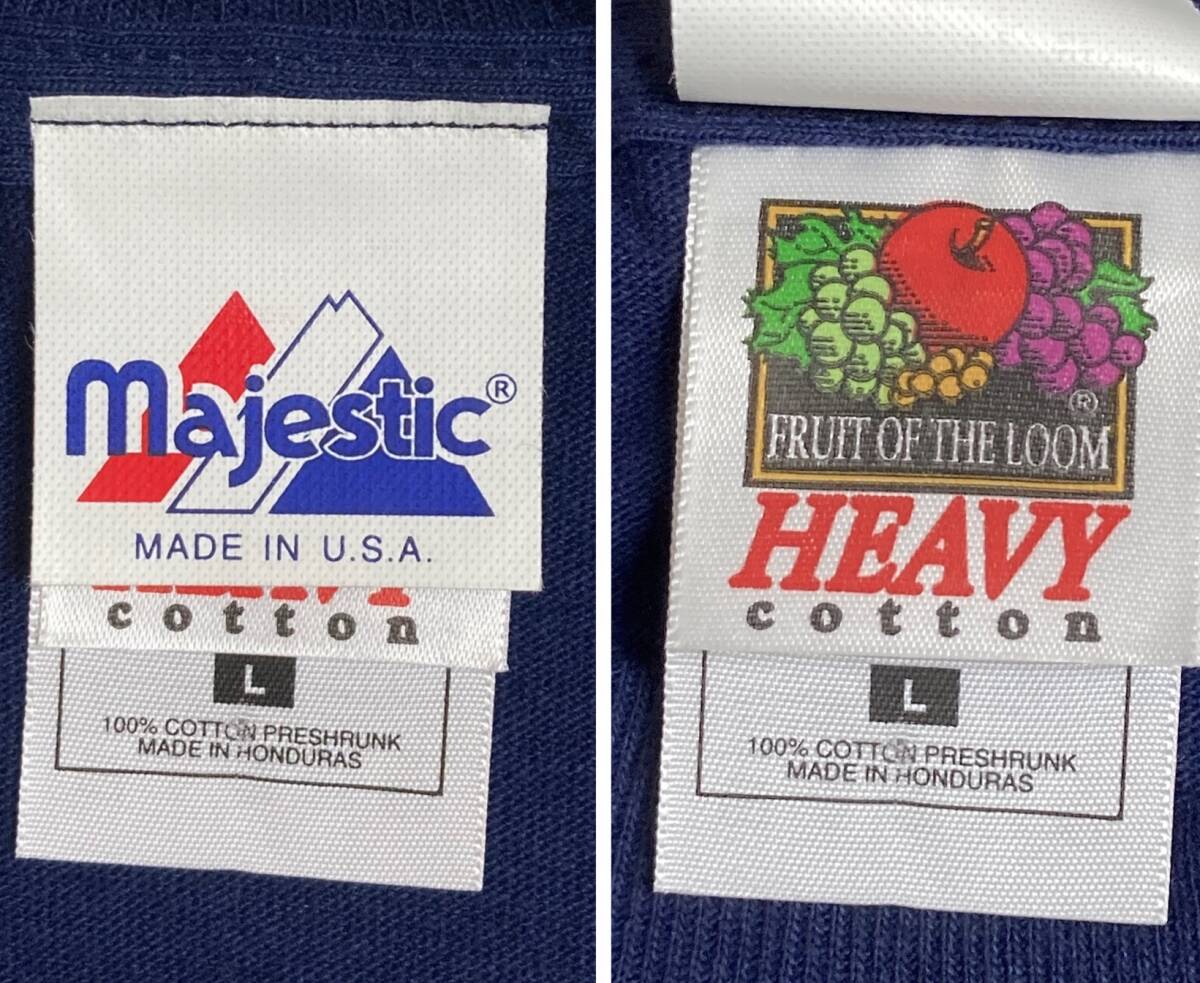 Majestic®
MADE IN U.S.A.
HEAVY
cotton
L
100% COTTON PRESHRUNK
MADE IN HONDURAS
®
FRUIT OF THE LOOM
HEAVY
cotton
L
100% COTTON PRESHRUNK
MADE IN HONDURAS